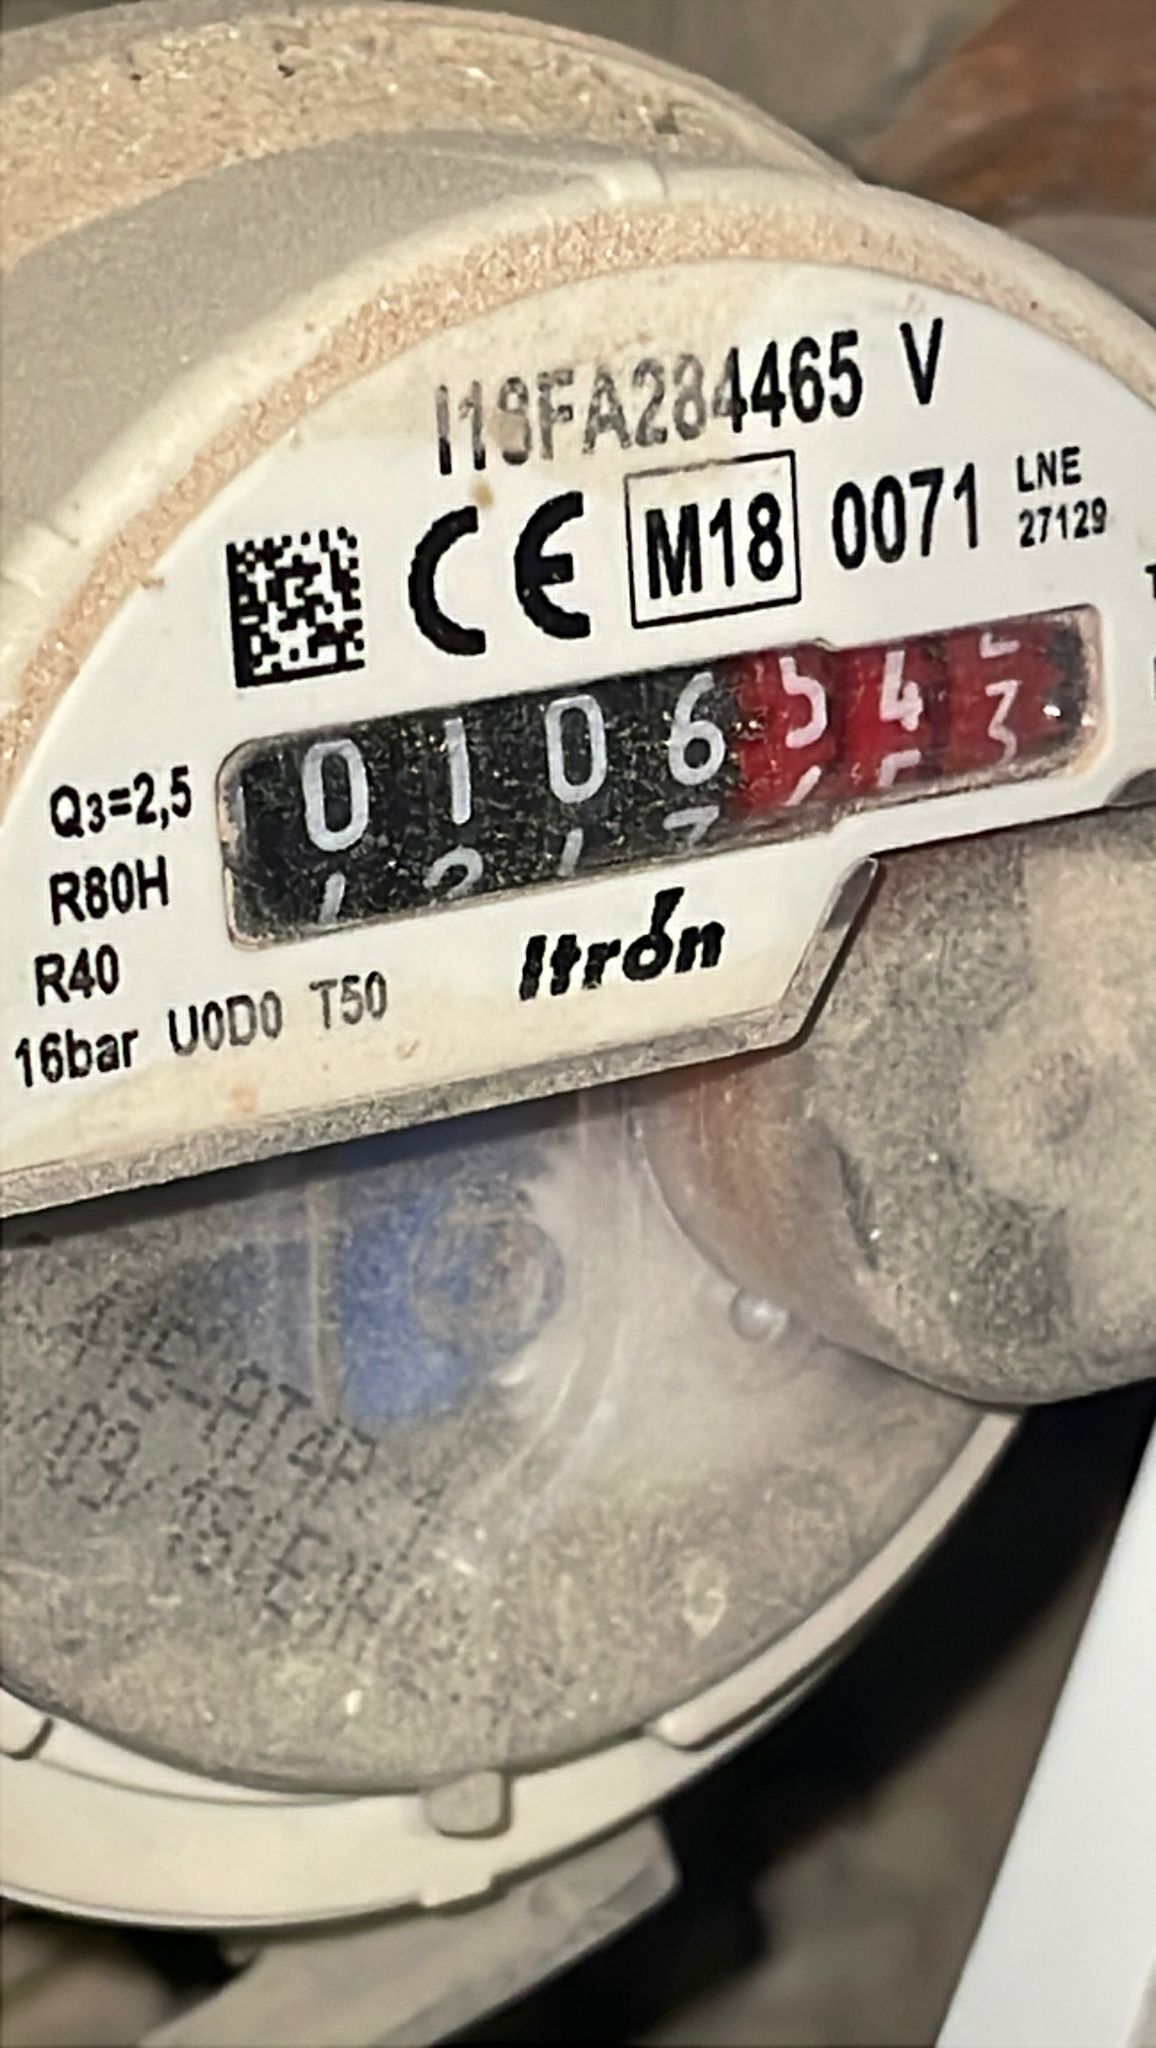 I18FA284465 V
CE M18 0071 LNE
27129
0106543
Q3=2,5
R80H
R40
16bar U0D0 T50
Itron